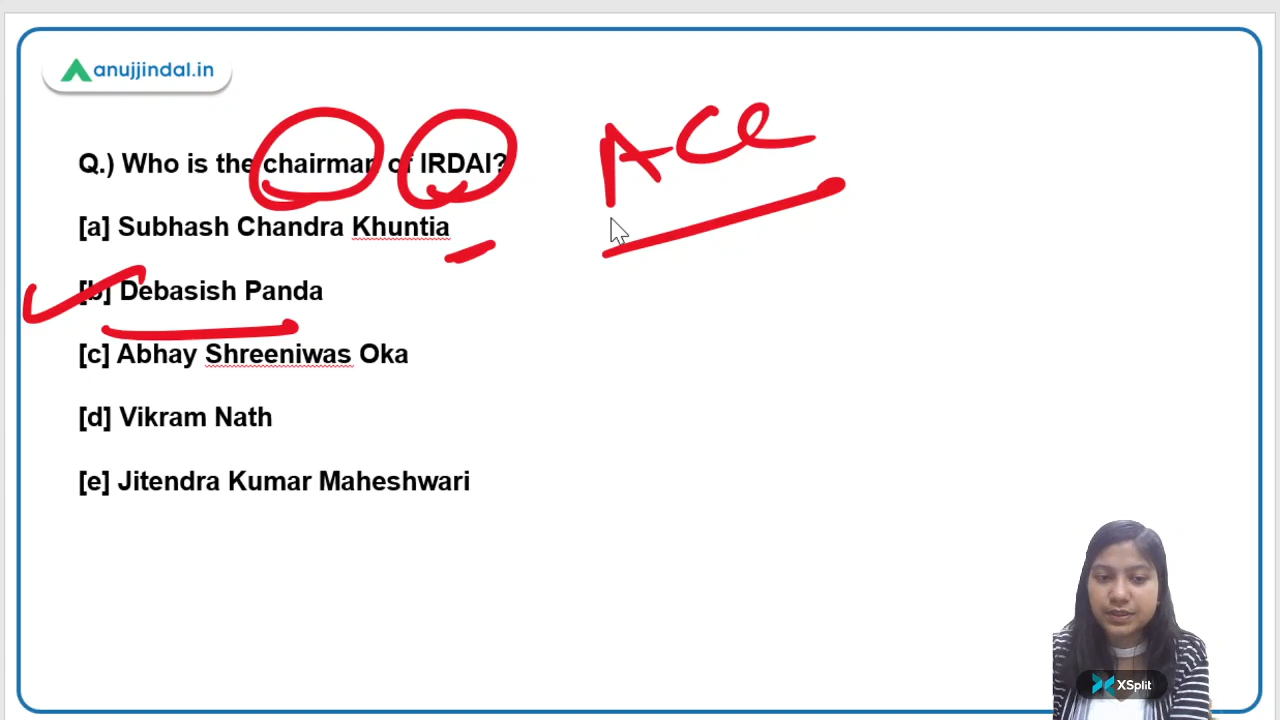 anujjindal.in
Q.) Who is the chairman of IRDAI?
ACC
[a] Subhash Chandra Khuntia
[b] Debasish Panda
[c] Abhay Shreeniwas Oka
[d] Vikram Nath
[e] Jitendra Kumar Maheshwari
XSplit